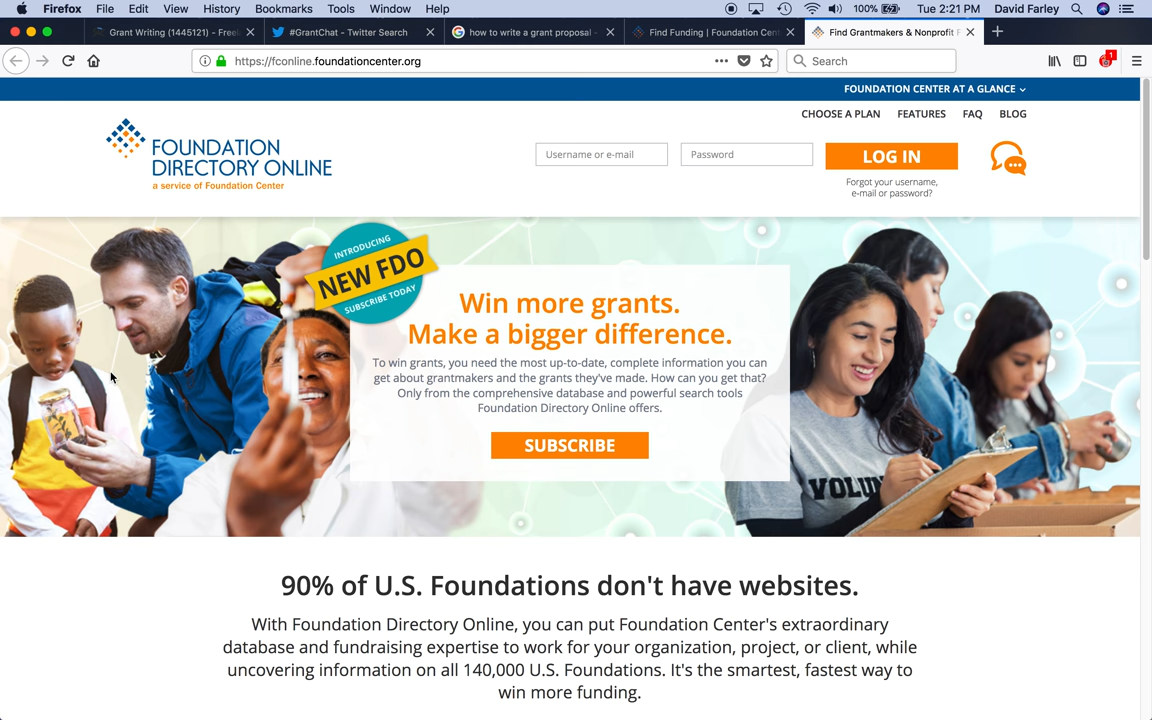 Firefox File Edit View History Bookmarks Tools Window Help 100% Tue 2:21 PM David Farley
Grant Writing (1445121) - Free
#GrantChat - Twitter Search
how to write a grant proposal -
Find Funding | Foundation Cent
Find Grantmakers & Nonprofit F
https://fconline.foundationcenter.org
Search
1
FOUNDATION CENTER AT A GLANCE
CHOOSE A PLAN FEATURES FAQ BLOG
FOUNDATION
DIRECTORY ONLINE
a service of Foundation Center
Username or e-mail
Password
LOG IN
Forgot your username,
e-mail or password?
INTRODUCING
NEW FDO
SUBSCRIBE TODAY
Win more grants.
Make a bigger difference.
To win grants, you need the most up-to-date, complete information you can
get about grantmakers and the grants they've made. How can you get that?
Only from the comprehensive database and powerful search tools
Foundation Directory Online offers.
SUBSCRIBE
VOLUN
90% of U.S. Foundations don't have websites.
With Foundation Directory Online, you can put Foundation Center's extraordinary
database and fundraising expertise to work for your organization, project, or client, while
uncovering information on all 140,000 U.S. Foundations. It's the smartest, fastest way to
win more funding.